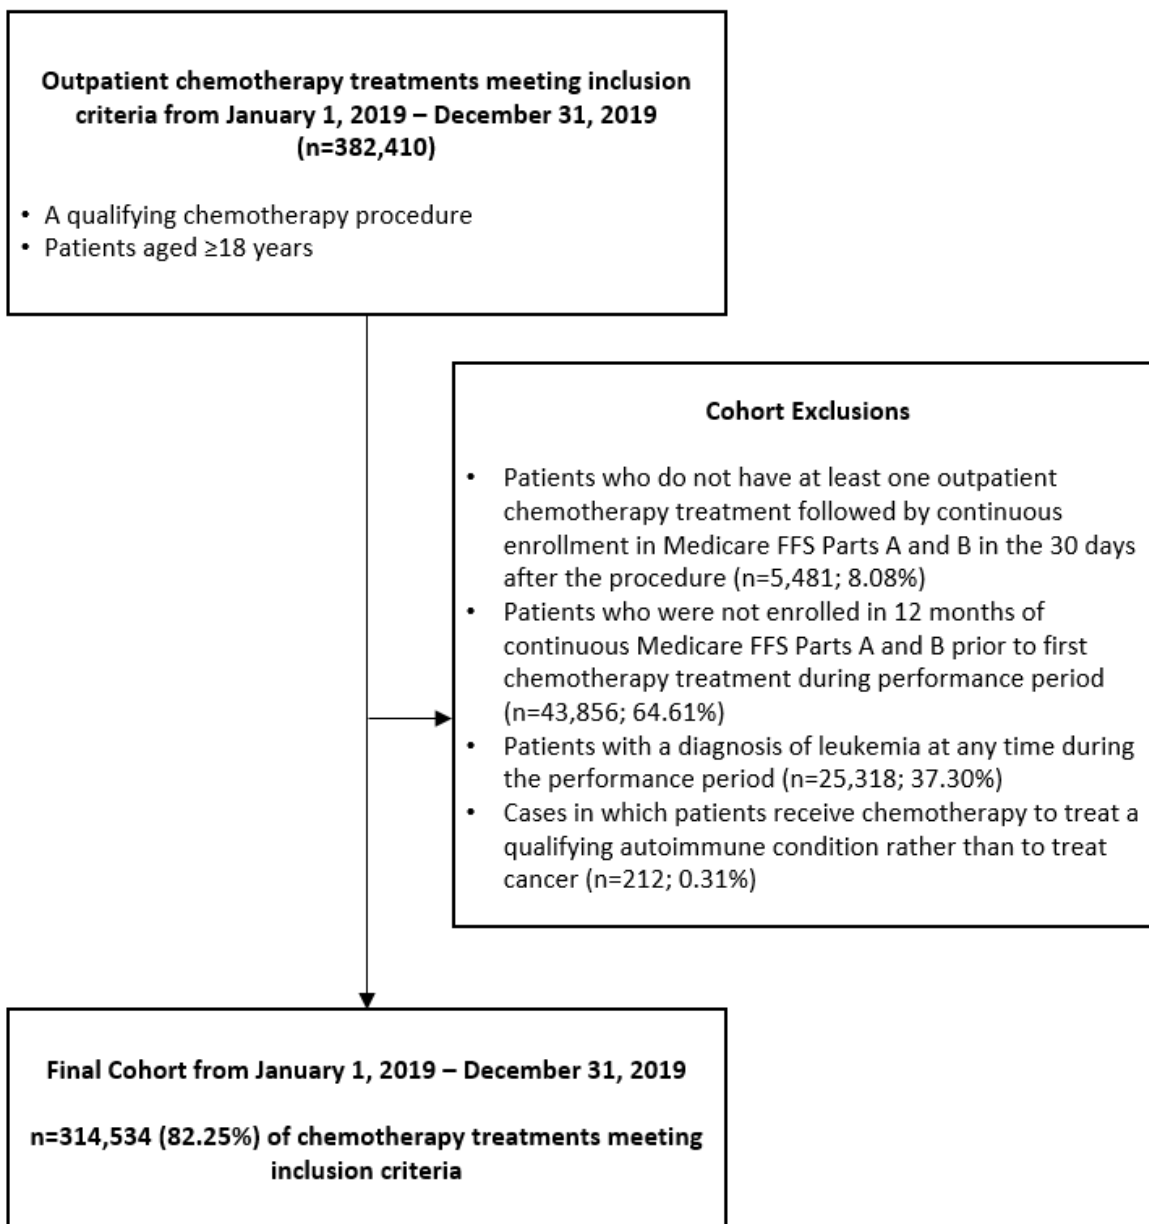 Outpatient chemotherapy treatments meeting inclusion
criteria from January 1, 2019 – December 31, 2019
(n=382,410)
• A qualifying chemotherapy procedure
• Patients aged ≥18 years
Cohort Exclusions
• Patients who do not have at least one outpatient
chemotherapy treatment followed by continuous
enrollment in Medicare FFS Parts A and B in the 30 days
after the procedure (n=5,481; 8.08%)
• Patients who were not enrolled in 12 months of
continuous Medicare FFS Parts A and B prior to first
chemotherapy treatment during performance period
(n=43,856; 64.61%)
• Patients with a diagnosis of leukemia at any time during
the performance period (n=25,318; 37.30%)
• Cases in which patients receive chemotherapy to treat a
qualifying autoimmune condition rather than to treat
cancer (n=212; 0.31%)
Final Cohort from January 1, 2019 – December 31, 2019
n=314,534 (82.25%) of chemotherapy treatments meeting
inclusion criteria